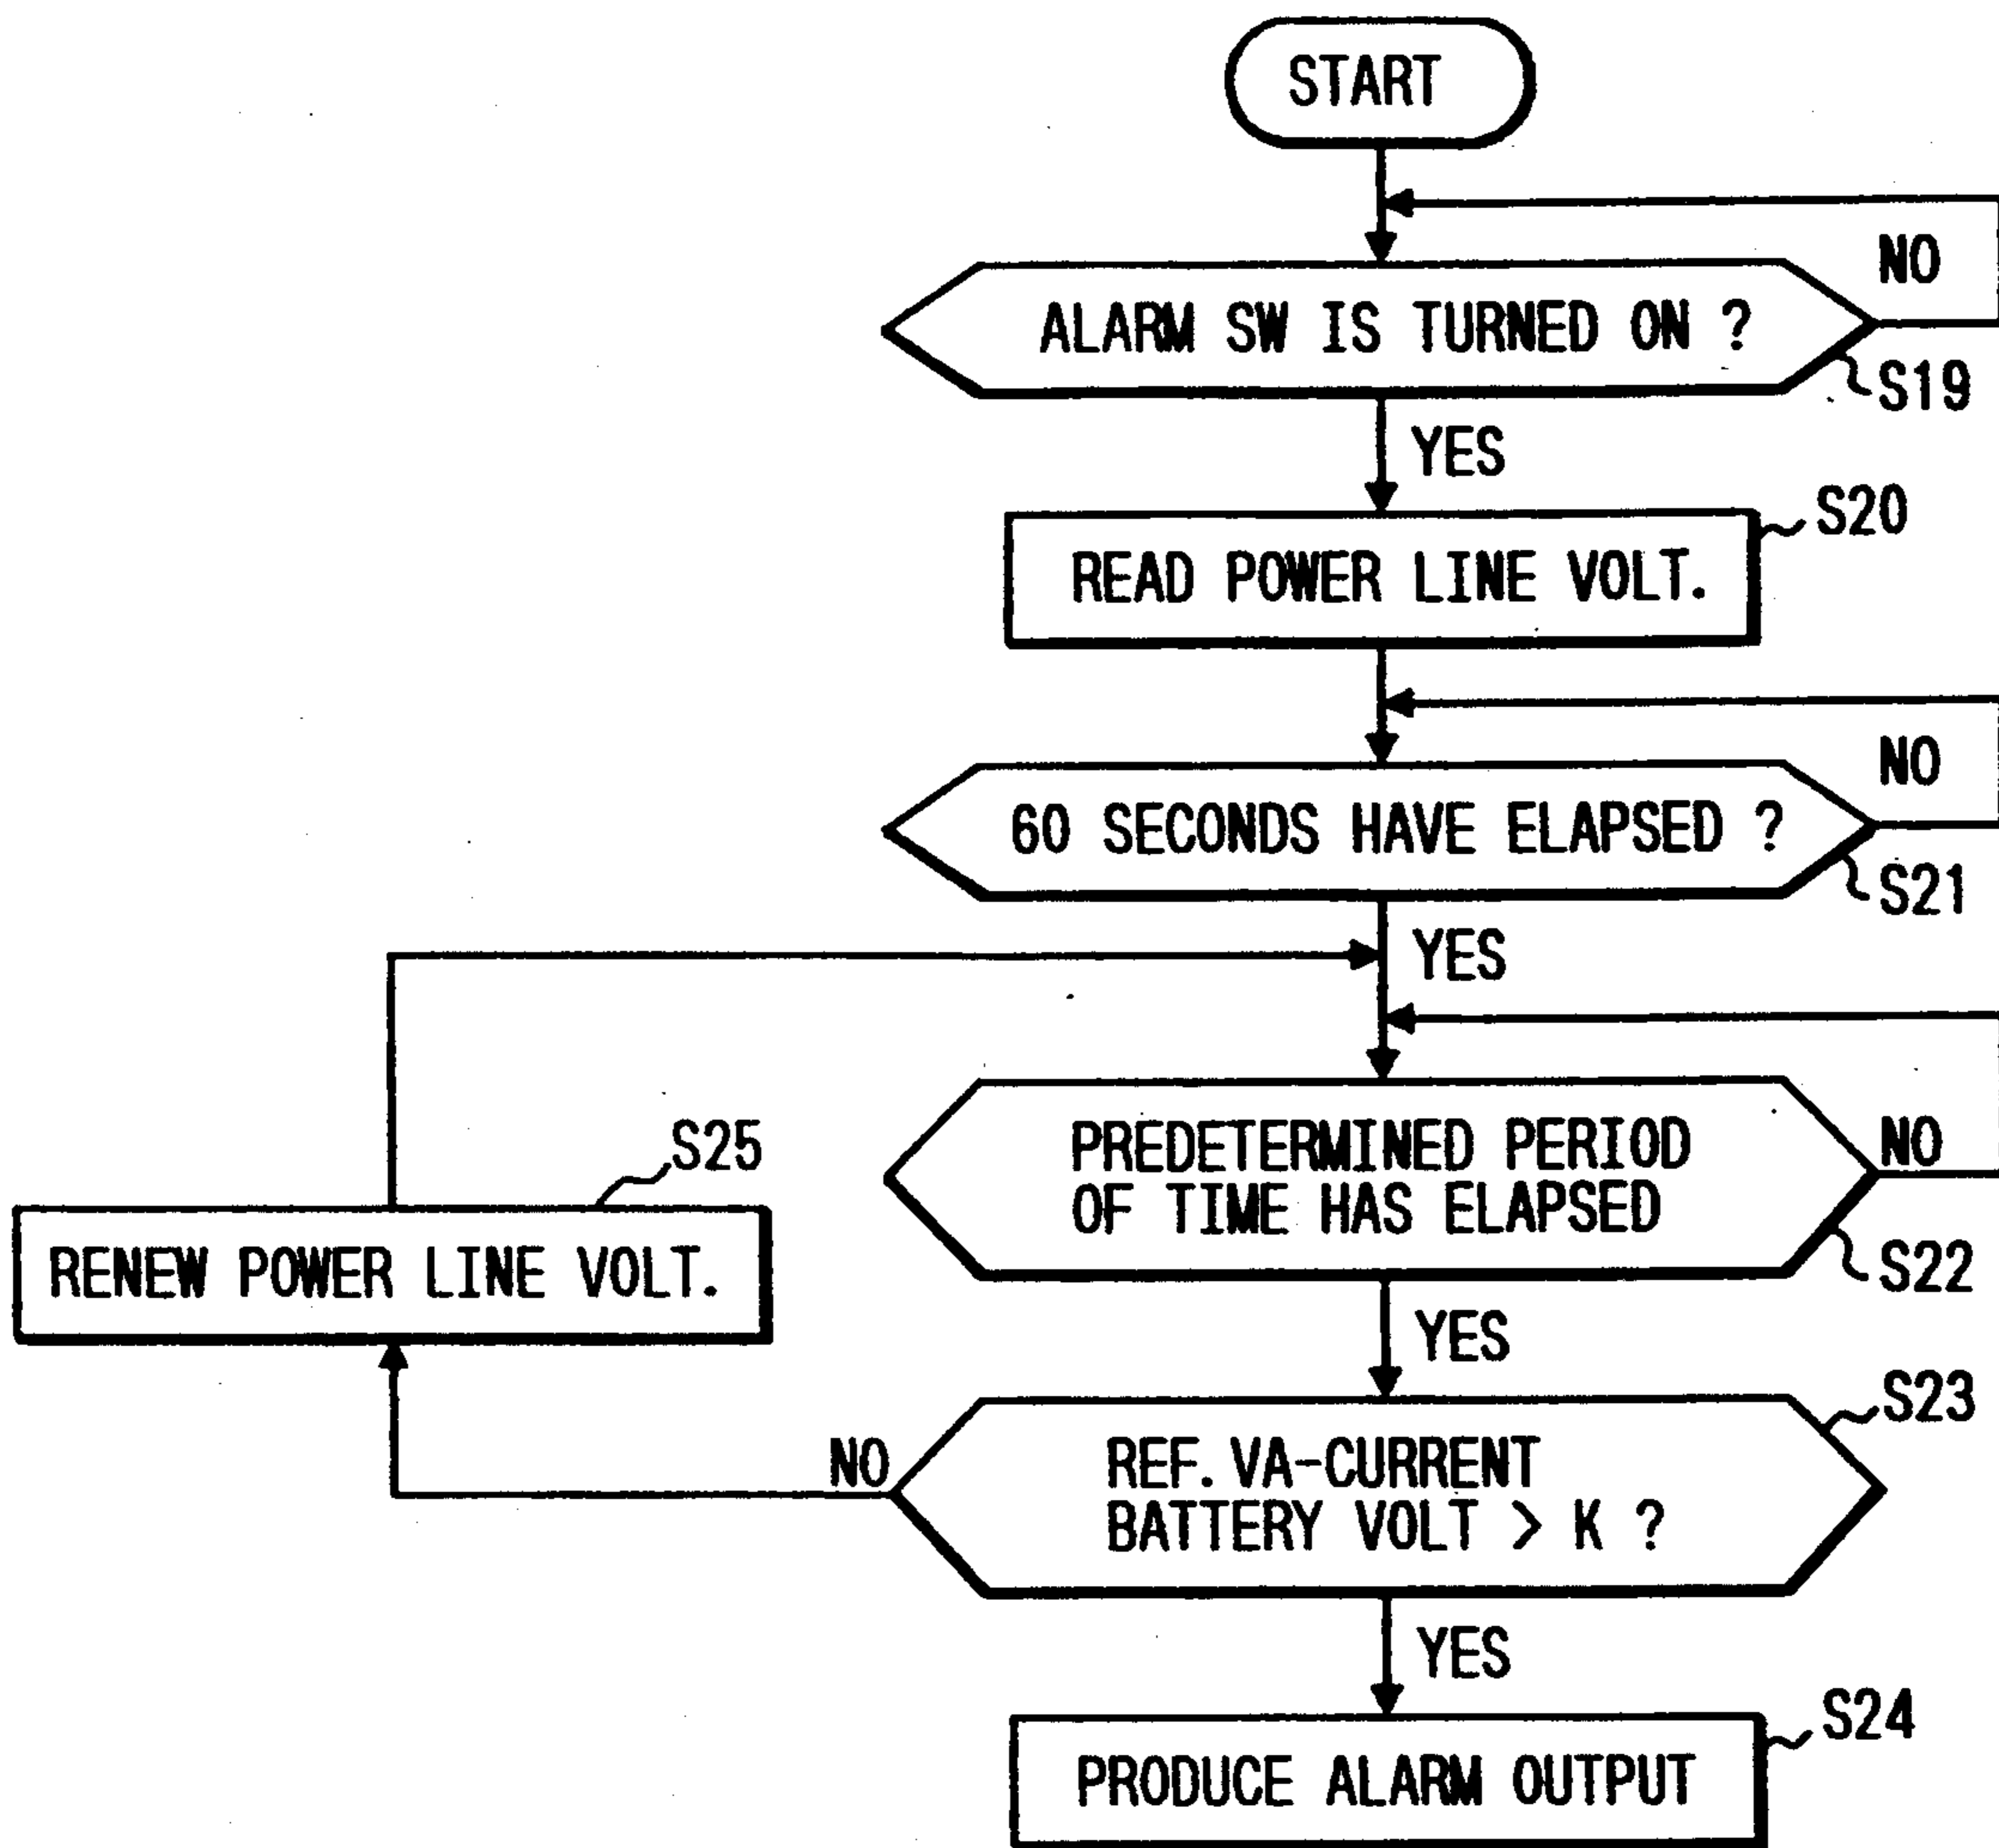 START
NO
ALARM SW IS TURNED ON ?
S19
YES
S20
READ POWER LINE VOLT.
NO
60 SECONDS HAVE ELAPSED ?
S21
YES
S25
PREDETERMINED PERIOD
OF TIME HAS ELAPSED
NO
S22
RENEW POWER LINE VOLT.
YES
S23
NO
REF. VA-CURRENT
BATTERY VOLT > K ?
YES
S24
PRODUCE ALARM OUTPUT